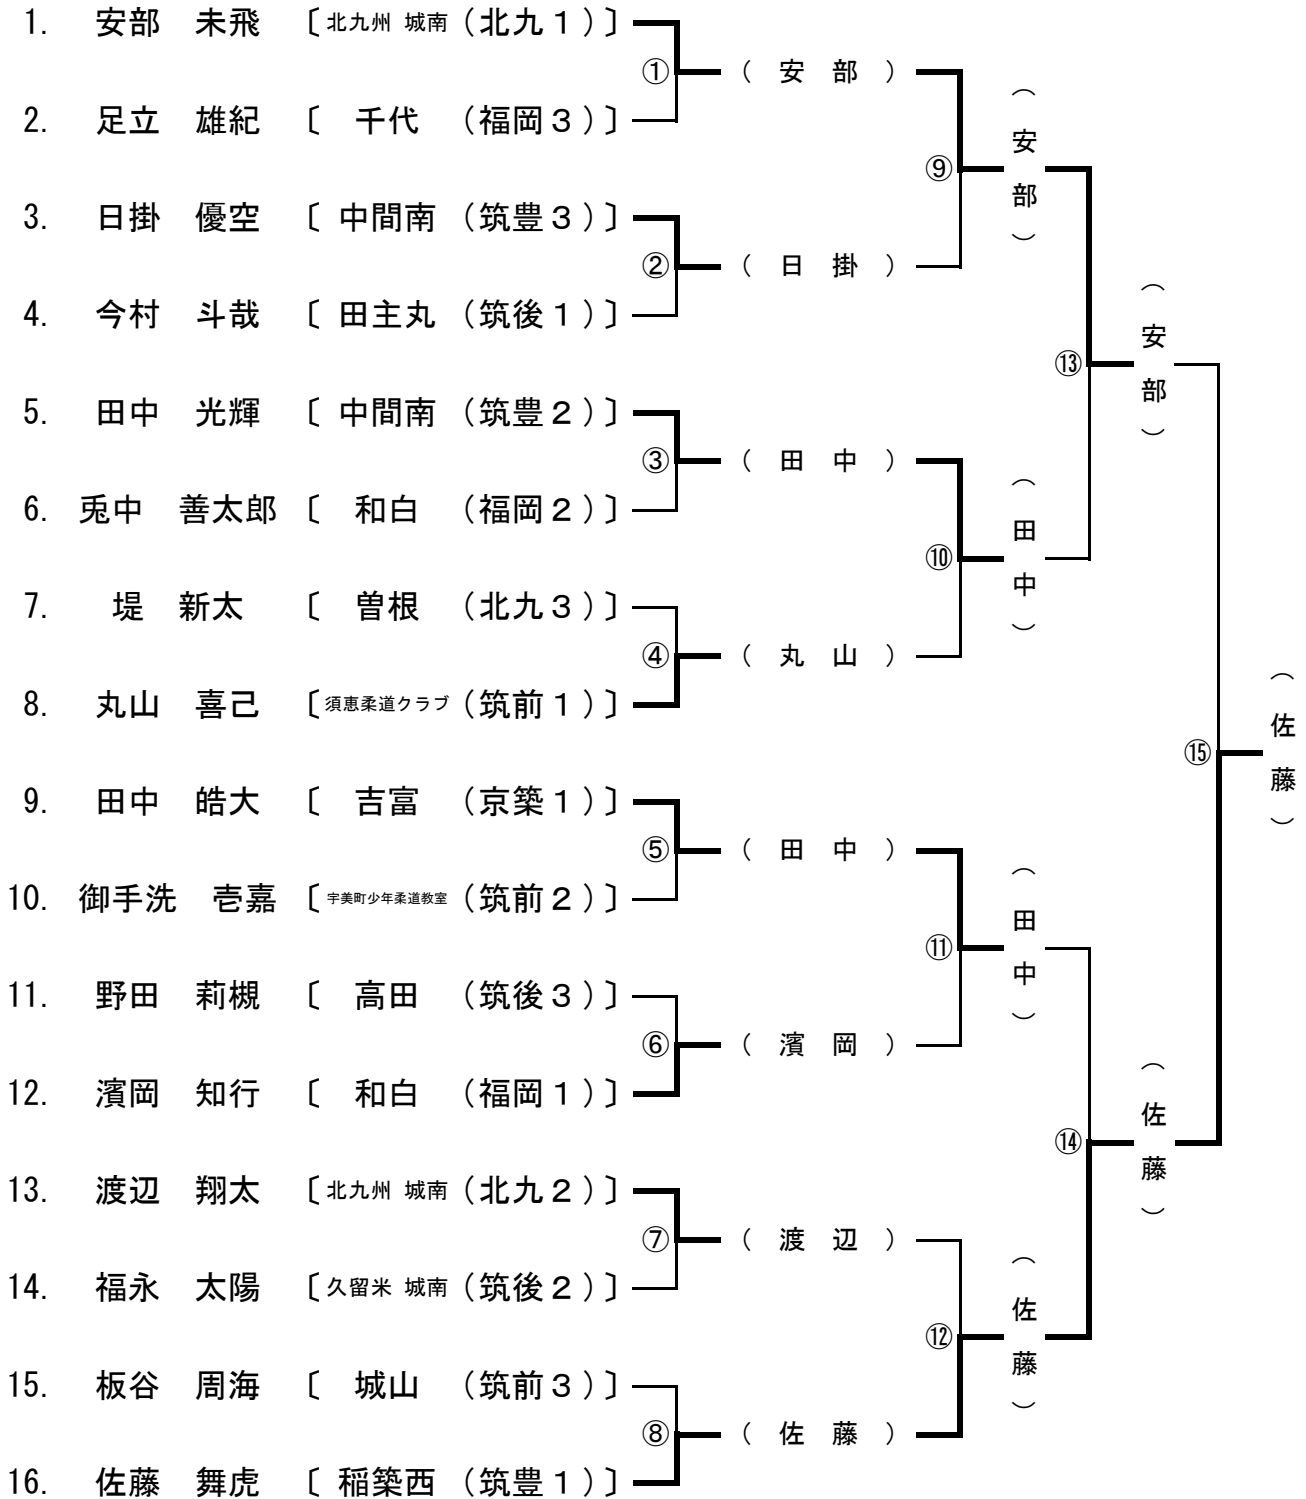 1. 安部 未飛 〔北九州 城南（北九１）〕
①
（ 安 部 ）
2. 足立 雄紀 〔 千代 （福岡３）〕
⑨
（安部）
3. 日掛 優空 〔 中間南 （筑豊３）〕
②
（ 日 掛 ）
4. 今村 斗哉 〔 田主丸 （筑後１）〕
⑬
（安部）
5. 田中 光輝 〔 中間南 （筑豊２）〕
③
（ 田 中 ）
6. 兎中 善太郎 〔 和白 （福岡２）〕
⑩
（田中）
7. 堤 新太 〔 曽根 （北九３）〕
④
（ 丸 山 ）
8. 丸山 喜己 〔須恵柔道クラブ（筑前１）〕
⑮
（佐藤）
9. 田中 皓大 〔 吉富 （京築１）〕
⑤
（ 田 中 ）
10. 御手洗 壱嘉 〔宇美町少年柔道教室（筑前２）〕
⑪
（田中）
11. 野田 莉槻 〔 高田 （筑後３）〕
⑥
（ 濱 岡 ）
12. 濱岡 知行 〔 和白 （福岡１）〕
⑭
（佐藤）
13. 渡辺 翔太 〔北九州 城南（北九２）〕
⑦
（ 渡 辺 ）
14. 福永 太陽 〔久留米 城南（筑後２）〕
⑫
（佐藤）
15. 板谷 周海 〔 城山 （筑前３）〕
⑧
（ 佐 藤 ）
16. 佐藤 舞虎 〔 稲築西 （筑豊１）〕